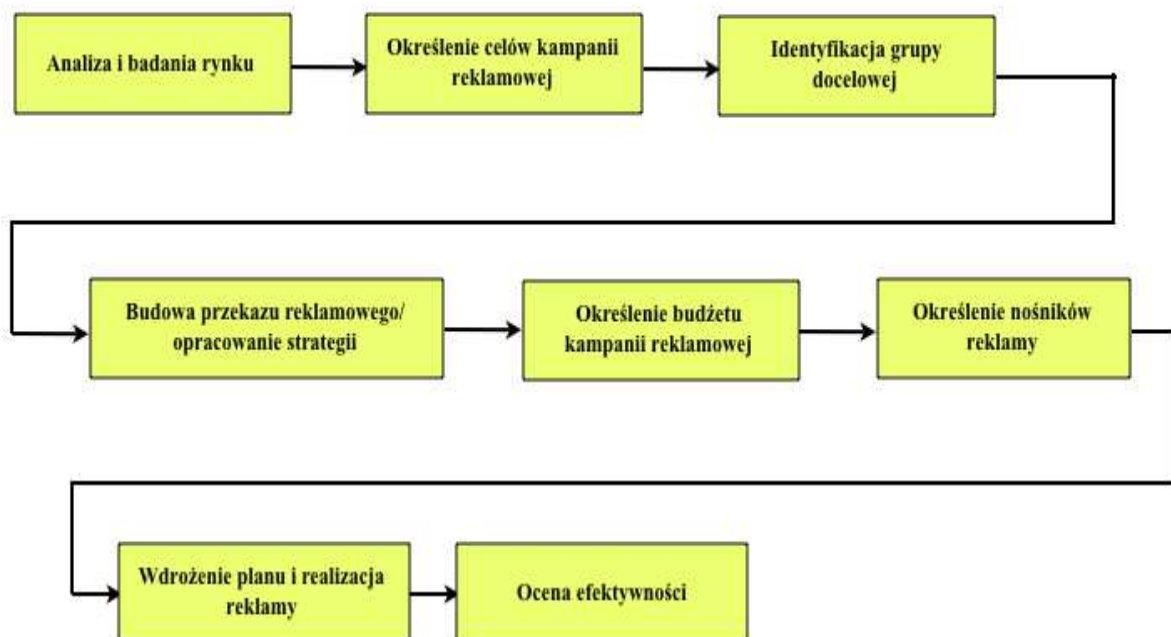 Analiza i badania rynku
Określenie celów kampanii
reklamowej
Identyfikacja grupy
docelowej
Budowa przekazu reklamowego/
opracowanie strategii
Określenie budżetu
kampanii reklamowej
Określenie nośników
reklamy
Wdrożenie planu i realizacja
reklamy
Ocena efektywności